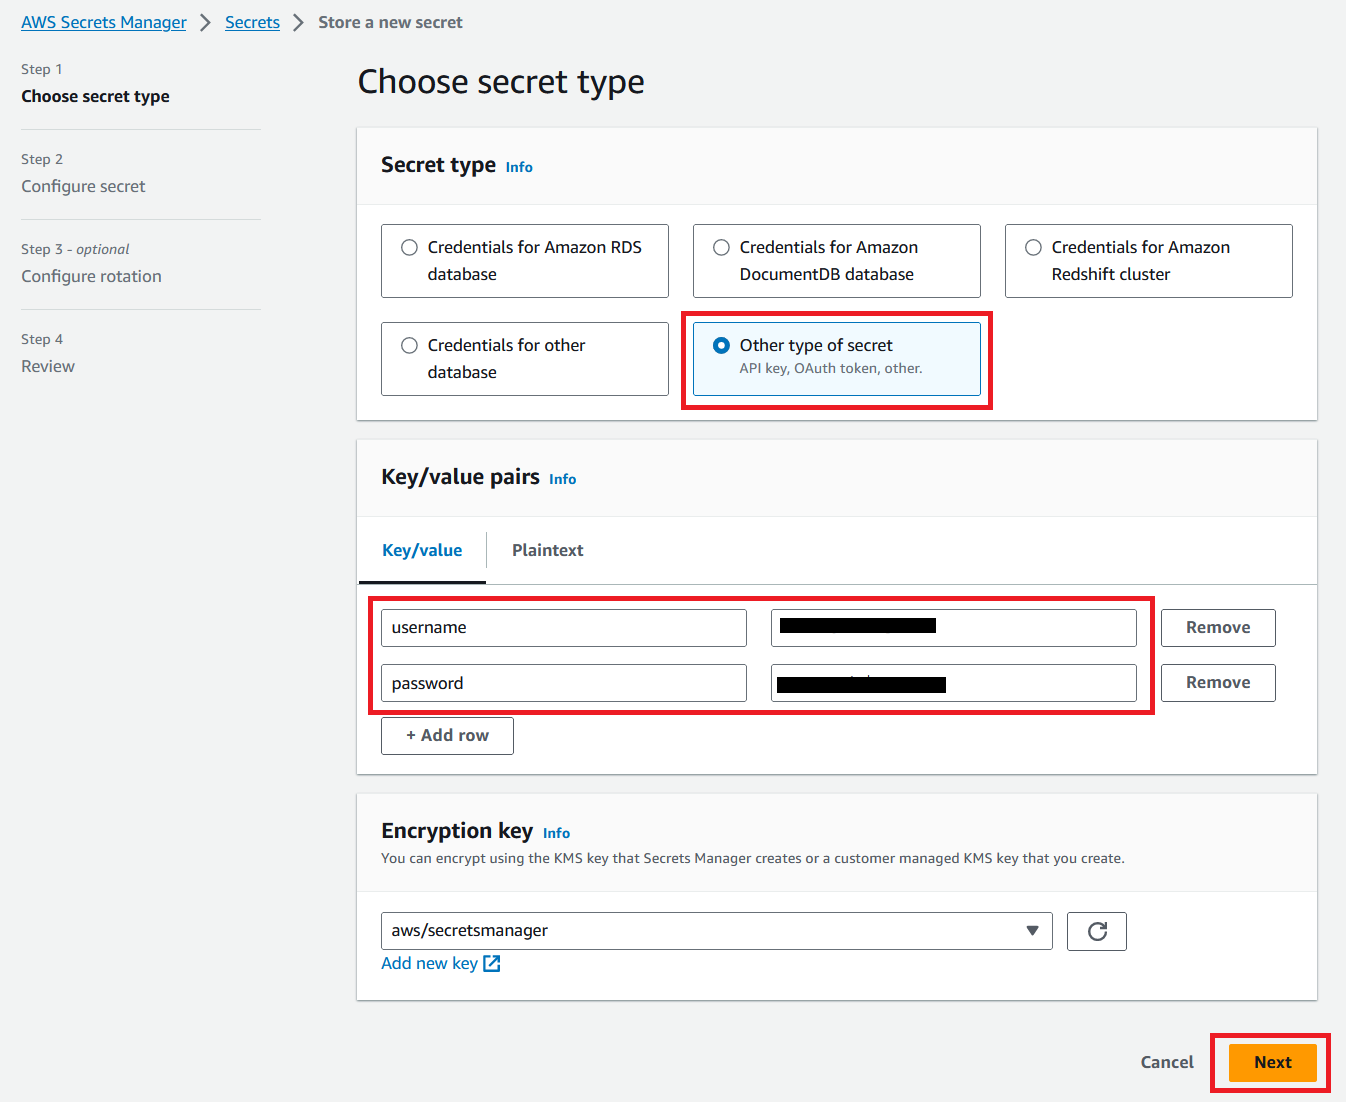 AWS Secrets Manager > Secrets > Store a new secret
Step 1
Choose secret type
Step 2
Configure secret
Step 3 - optional
Configure rotation
Step 4
Review
Choose secret type
Secret type Info
Credentials for Amazon RDS
database
Credentials for Amazon
DocumentDB database
Credentials for Amazon
Redshift cluster
Credentials for other
database
Other type of secret
API key, OAuth token, other.
Key/value pairs Info
Key/value Plaintext
username Remove
password Remove
+ Add row
Encryption key Info
You can encrypt using the KMS key that Secrets Manager creates or a customer managed KMS key that you create.
aws/secretsmanager
Add new key
Cancel Next